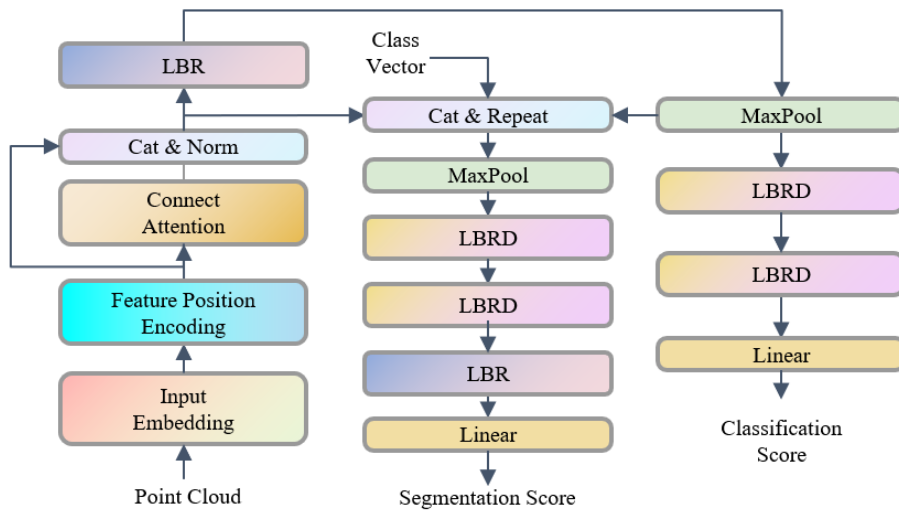 LBR
Cat & Norm
Connect
Attention
Feature Position
Encoding
Input
Embedding
Point Cloud
Class
Vector
Cat & Repeat
MaxPool
LBRD
LBRD
LBR
Linear
Segmentation Score
MaxPool
LBRD
LBRD
Linear
Classification
Score